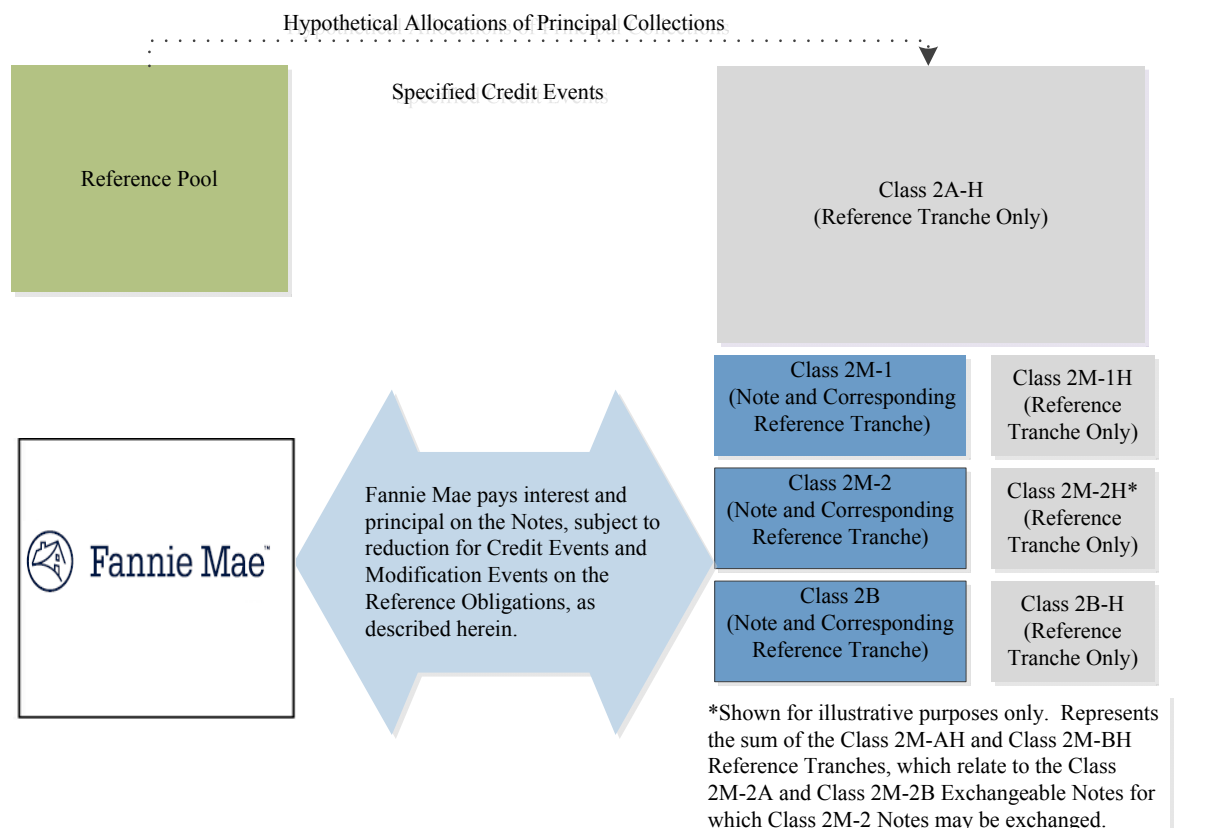 Hypothetical Allocations of Principal Collections
Specified Credit Events
Reference Pool
Class 2A-H
(Reference Tranche Only)
Class 2M-1
(Note and Corresponding
Reference Tranche)
Class 2M-1H
(Reference
Tranche Only)
Class 2M-2
(Note and Corresponding
Reference Tranche)
Class 2M-2H*
(Reference
Tranche Only)
Class 2B
(Note and Corresponding
Reference Tranche)
Class 2B-H
(Reference
Tranche Only)
Fannie Mae™
Fannie Mae pays interest and
principal on the Notes, subject to
reduction for Credit Events and
Modification Events on the
Reference Obligations, as
described herein.
*Shown for illustrative purposes only. Represents
the sum of the Class 2M-AH and Class 2M-BH
Reference Tranches, which relate to the Class
2M-2A and Class 2M-2B Exchangeable Notes for
which Class 2M-2 Notes may be exchanged.